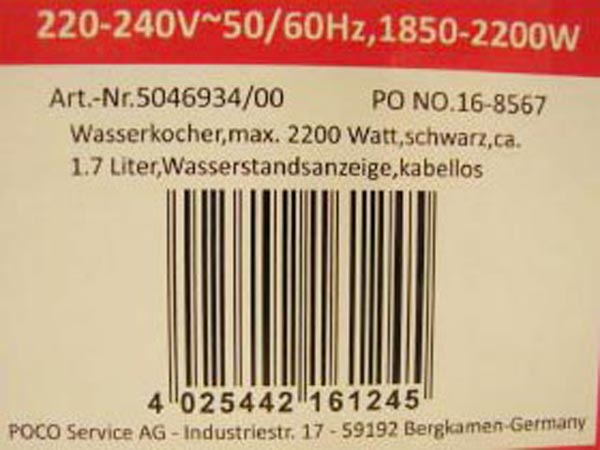 220-240V~50/60Hz,1850-2200W
Art.-Nr.5046934/00 PO NO.16-8567
Wasserkocher,max. 2200 Watt,schwarz,ca.
1.7 Liter,Wasserstandsanzeige,kabellos
4 025442 161245
POCO Service AG - Industriestr. 17 - 59192 Bergkamen-Germany